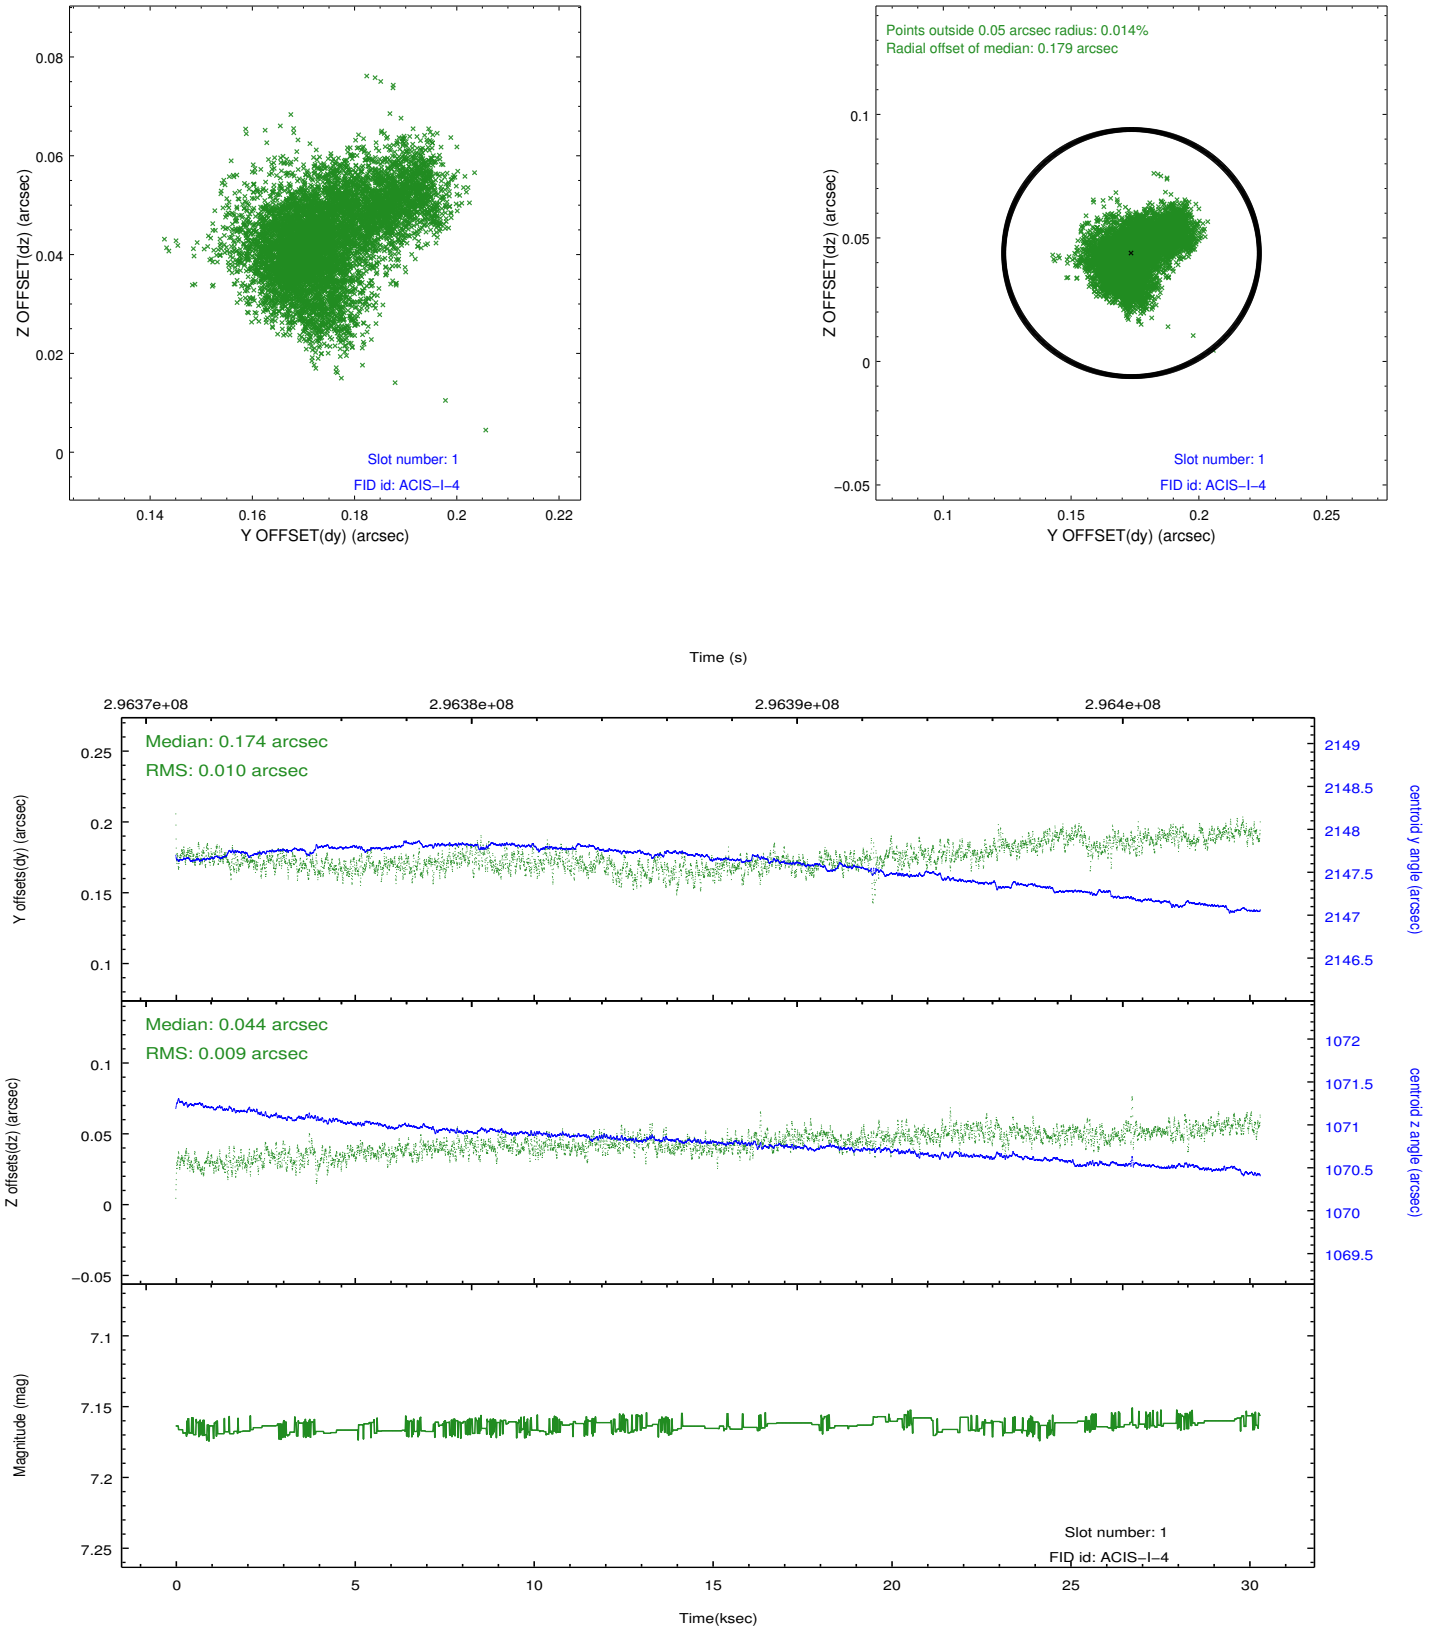 0.08
0.06
0.04
0.02
0
Z OFFSET(dz) (arcsec)
Slot number: 1
FID id: ACIS−I−4
0.14 0.16 0.18 0.2 0.22
Y OFFSET(dy) (arcsec)
Points outside 0.05 arcsec radius: 0.014%
Radial offset of median: 0.179 arcsec
0.1
0.05
0
−0.05
Z OFFSET(dz) (arcsec)
Slot number: 1
FID id: ACIS−I−4
0.1 0.15 0.2 0.25
Y OFFSET(dy) (arcsec)
Time (s)
2.9637e+08 2.9638e+08 2.9639e+08 2.964e+08
Median: 0.174 arcsec
RMS: 0.010 arcsec
0.25
0.2
0.15
0.1
Y offsets(dy) (arcsec)
2149
2148.5
2148
2147.5
2147
2146.5
centroid y angle (arcsec)
Median: 0.044 arcsec
RMS: 0.009 arcsec
0.1
0.05
0
−0.05
Z offsets(dz) (arcsec)
1072
1071.5
1071
1070.5
1070
1069.5
centroid z angle (arcsec)
7.1
7.15
7.2
7.25
Magnitude (mag)
Slot number: 1
FID id: ACIS−I−4
0 5 10 15 20 25 30
Time(ksec)